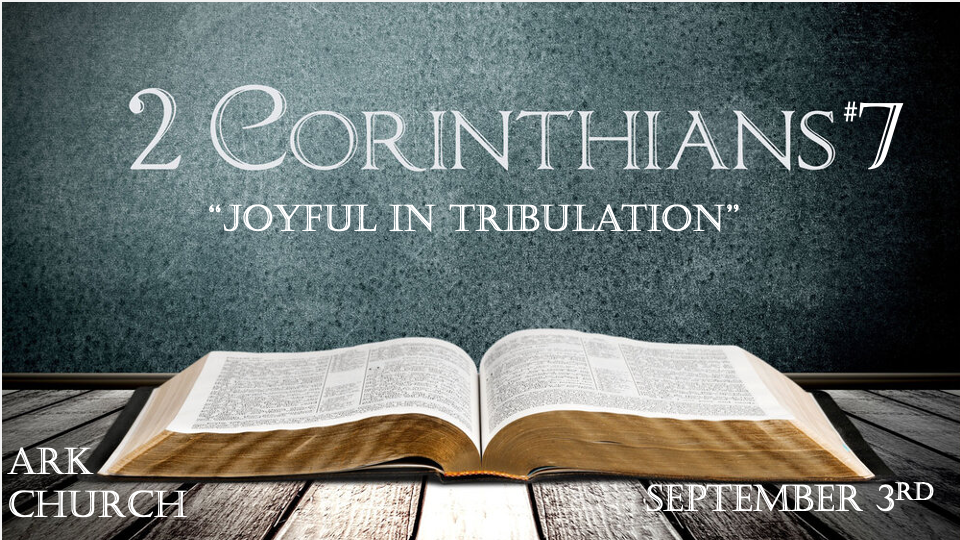 2 Corinthians #7
“Joyful in Tribulation”
Ark
Church
September 3rd